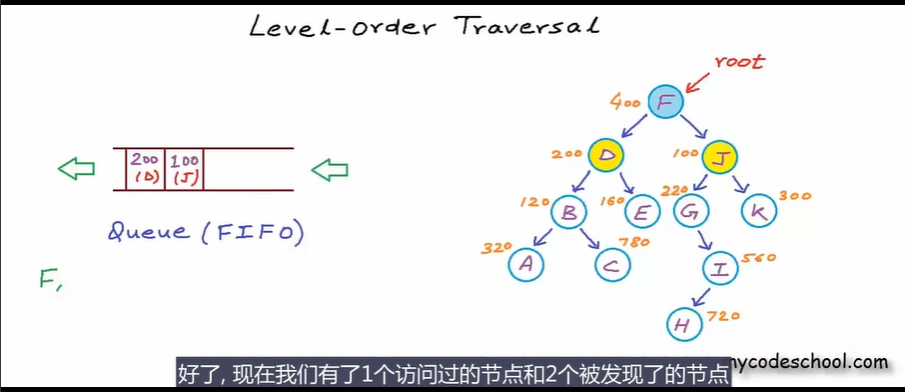 Level-order Traversal
root
400 F
200 D 100 J
200 100
(D) (J)
120 B 160 E 220 G K 300
Queue (FIFO)
320 A C 780 I 560
F,
H 720
mycodeschool.com
好了, 现在我们有了1个访问过的节点和2个被发现了的节点